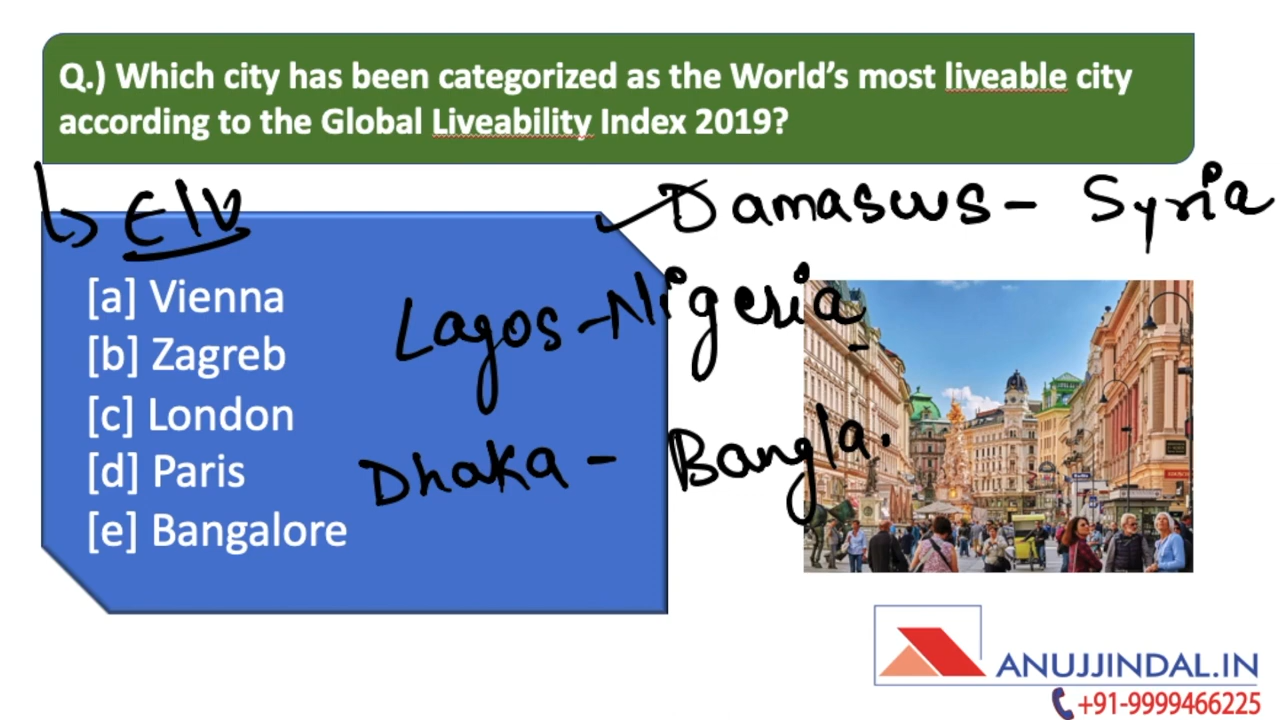 Q.) Which city has been categorized as the World's most liveable city
according to the Global Liveability Index 2019?
EIU
Damascus - Syria
[a] Vienna
Lagos - Nigeria
[b] Zagreb
[c] London
[d] Paris
Dhaka - Bangla.
[e] Bangalore
ANUJJINDAL.IN
+91-9999466225